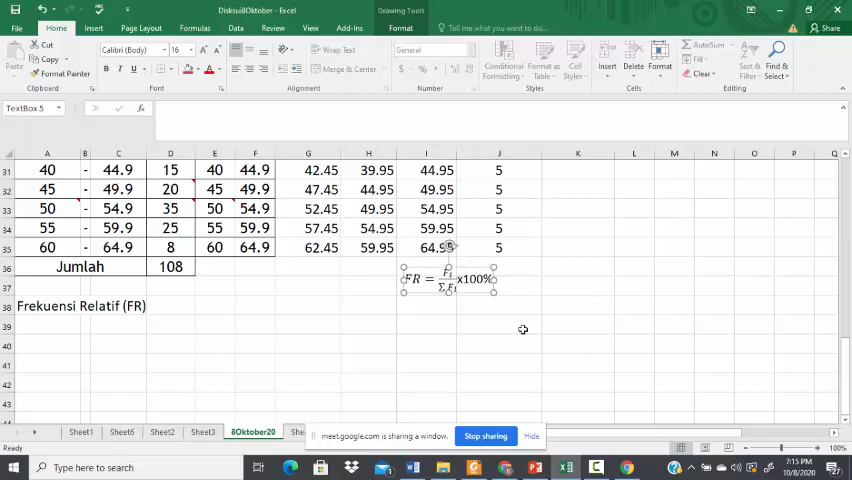 Disksui8Oktober - Excel
Drawing Tools
File Home Insert Page Layout Formulas Data Review View Add-Ins Format Tell me what you want to do Share
Cut
Copy
Format Painter
Paste
Clipboard
Calibri (Body) 16
B I U
Font
Wrap Text
Merge & Center
Alignment
General
$ % ,
Number
Conditional Formatting
Format as Table
Cell Styles
Styles
Insert Delete Format
Cells
AutoSum
Fill
Clear
Sort & Filter
Find & Select
Editing
TextBox 5 fx
A B C D E F G H I J K L M N O P Q
31 40 - 44.9 15 40 44.9 42.45 39.95 44.95 5
32 45 - 49.9 20 45 49.9 47.45 44.95 49.95 5
33 50 - 54.9 35 50 54.9 52.45 49.95 54.95 5
34 55 - 59.9 25 55 59.9 57.45 54.95 59.95 5
35 60 - 64.9 8 60 64.9 62.45 59.95 64.95 5
36 Jumlah 108
37 FR = Fi / ∑ Fi x100%
38 Frekuensi Relatif (FR)
39
40
41
42
43
44
Sheet1 Sheet6 Sheet2 Sheet3 8Oktober20
meet.google.com is sharing a window. Stop sharing Hide
Ready 100%
Type here to search
7:15 PM
10/8/2020
27